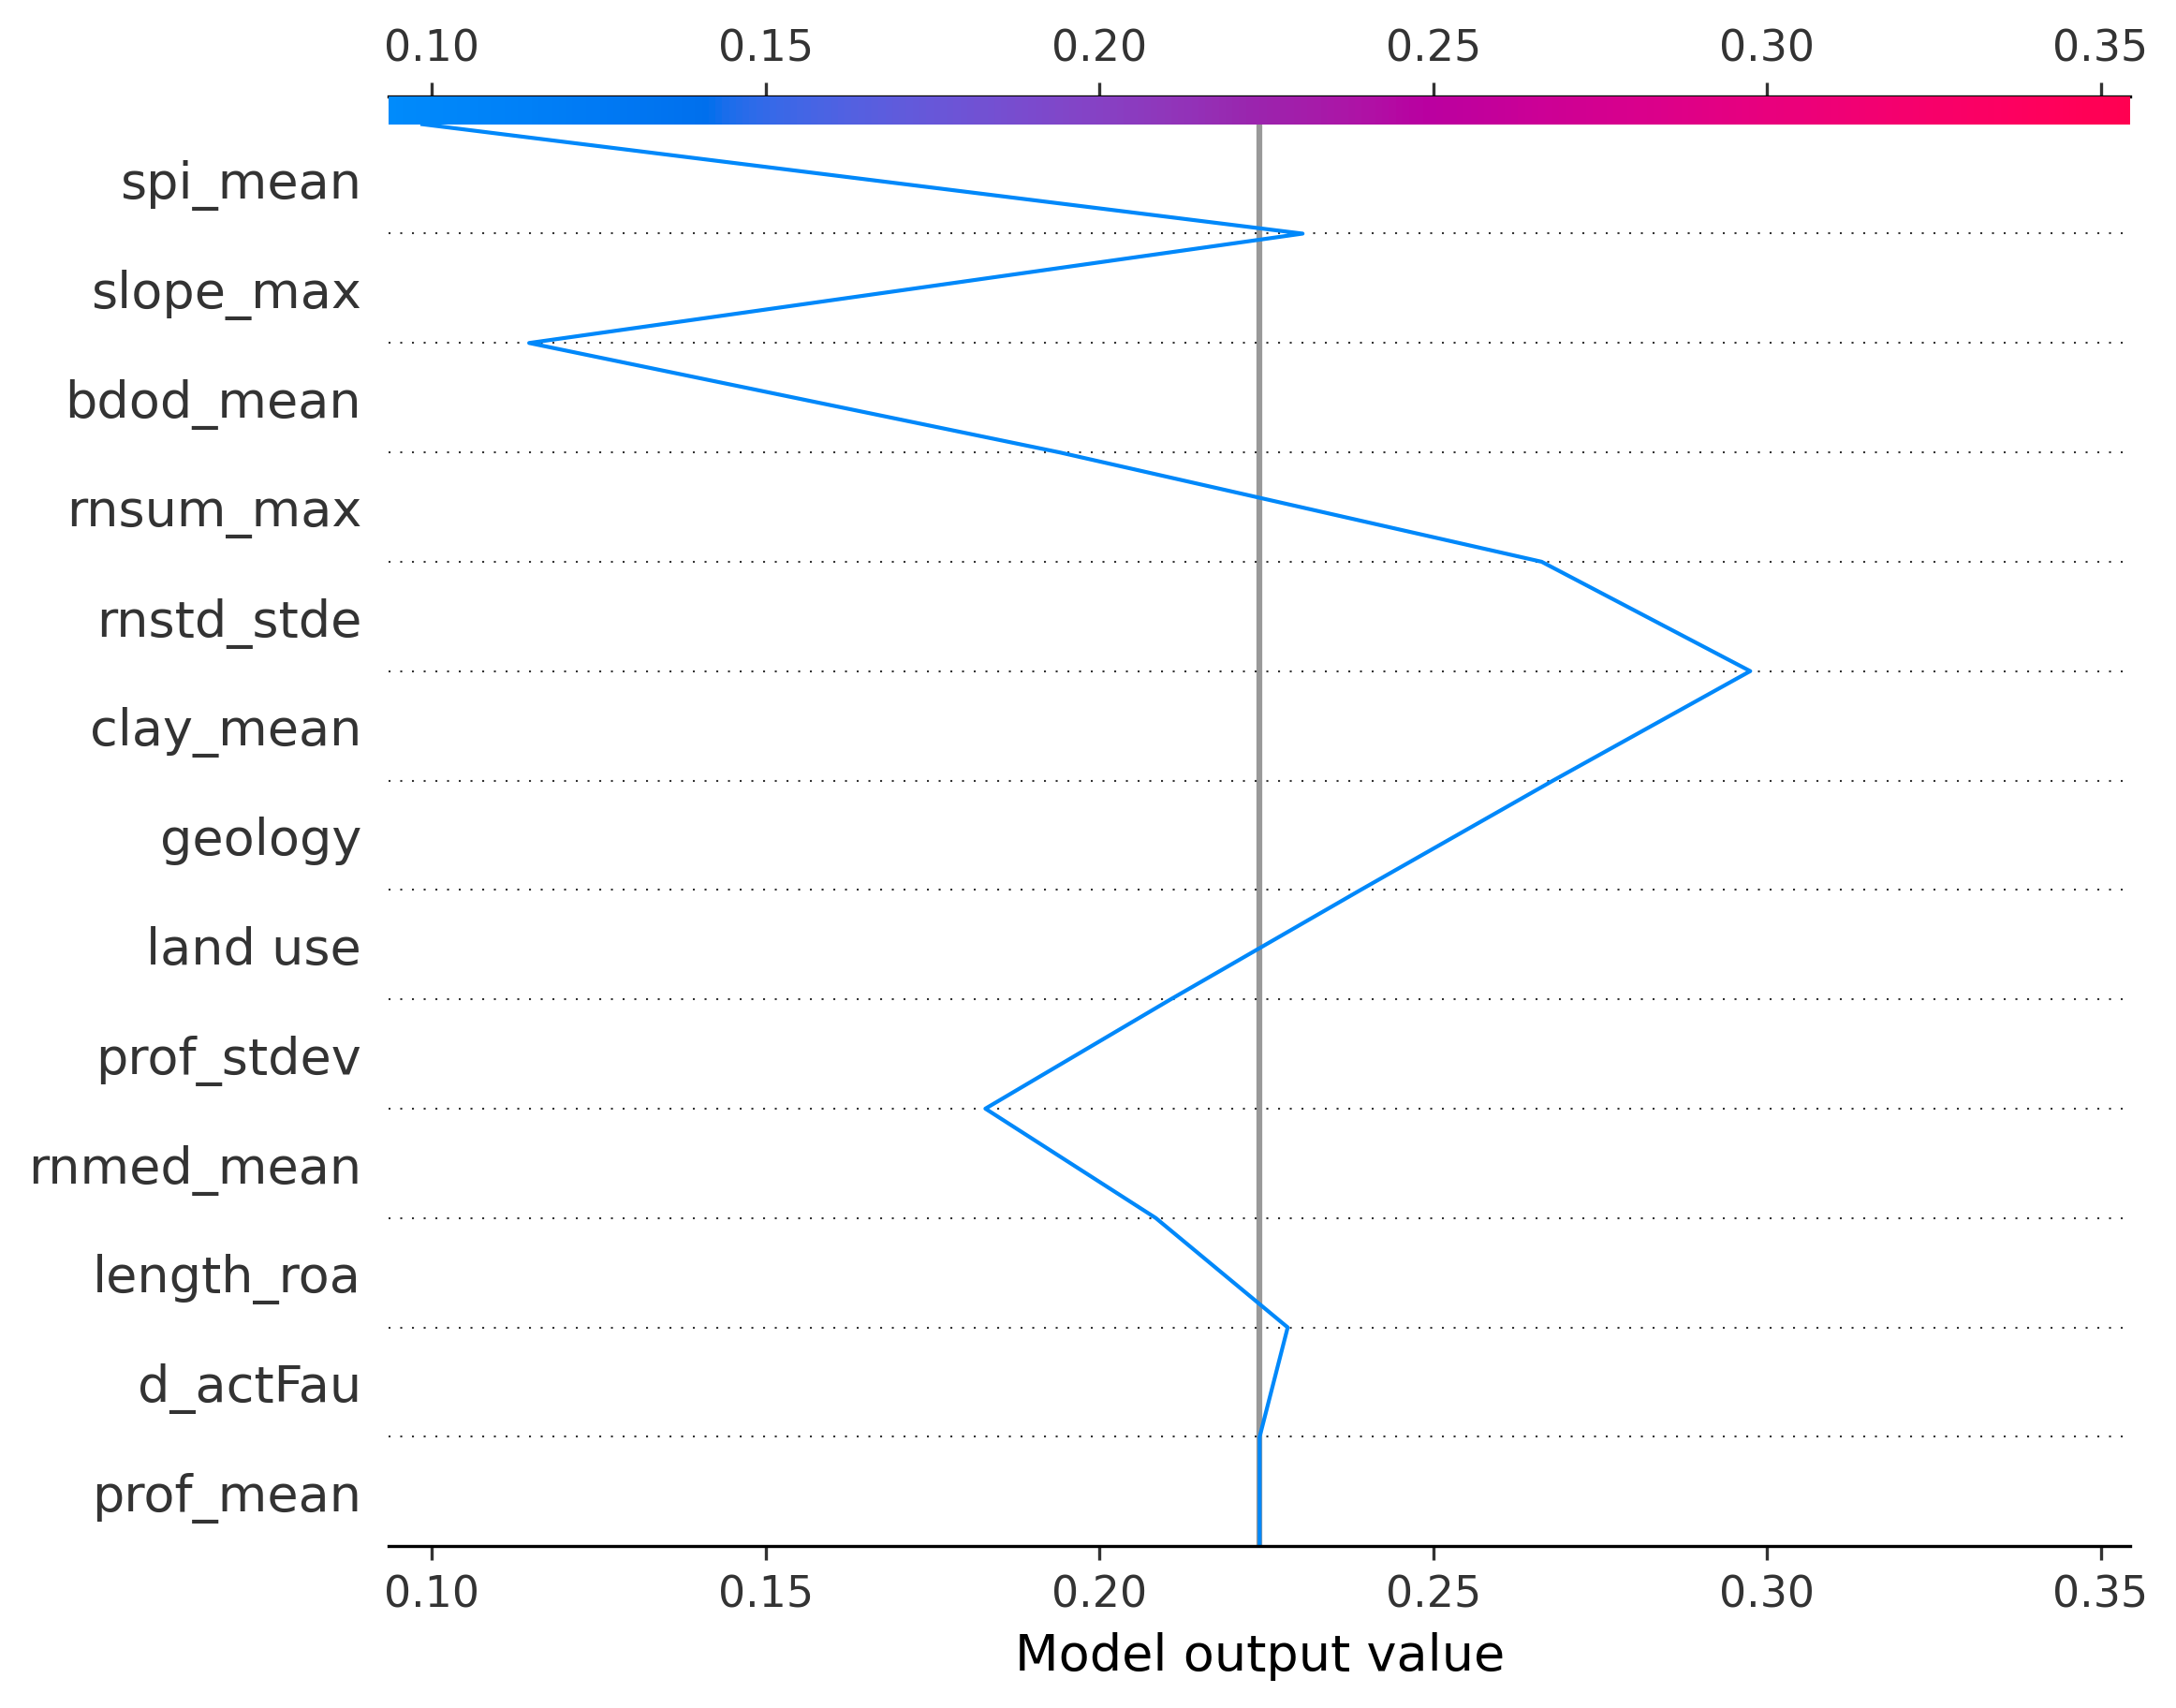 0.10 0.15 0.20 0.25 0.30 0.35
spi_mean
slope_max
bdod_mean
rnsum_max
rnstd_stde
clay_mean
geology
land use
prof_stdev
rnmed_mean
length_roa
d_actFau
prof_mean
0.10 0.15 0.20 0.25 0.30 0.35
Model output value